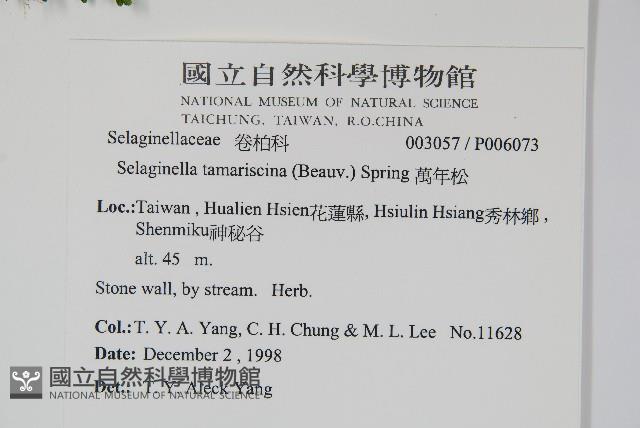 國立自然科學博物館
NATIONAL MUSEUM OF NATURAL SCIENCE
TAICHUNG, TAIWAN, R.O.CHINA
Selaginellaceae 卷柏科 003057 / P006073
Selaginella tamariscina (Beauv.) Spring 萬年松
Loc.:Taiwan , Hualien Hsien花蓮縣, Hsiulin Hsiang秀林鄉 ,
Shenmiku神秘谷
alt. 45 m.
Stone wall, by stream. Herb.
Col.:T. Y. A. Yang, C. H. Chung & M. L. Lee No.11628
Date: December 2 , 1998
Det.: T. Y. Aleck Yang
國立自然科學博物館
NATIONAL MUSEUM OF NATURAL SCIENCE